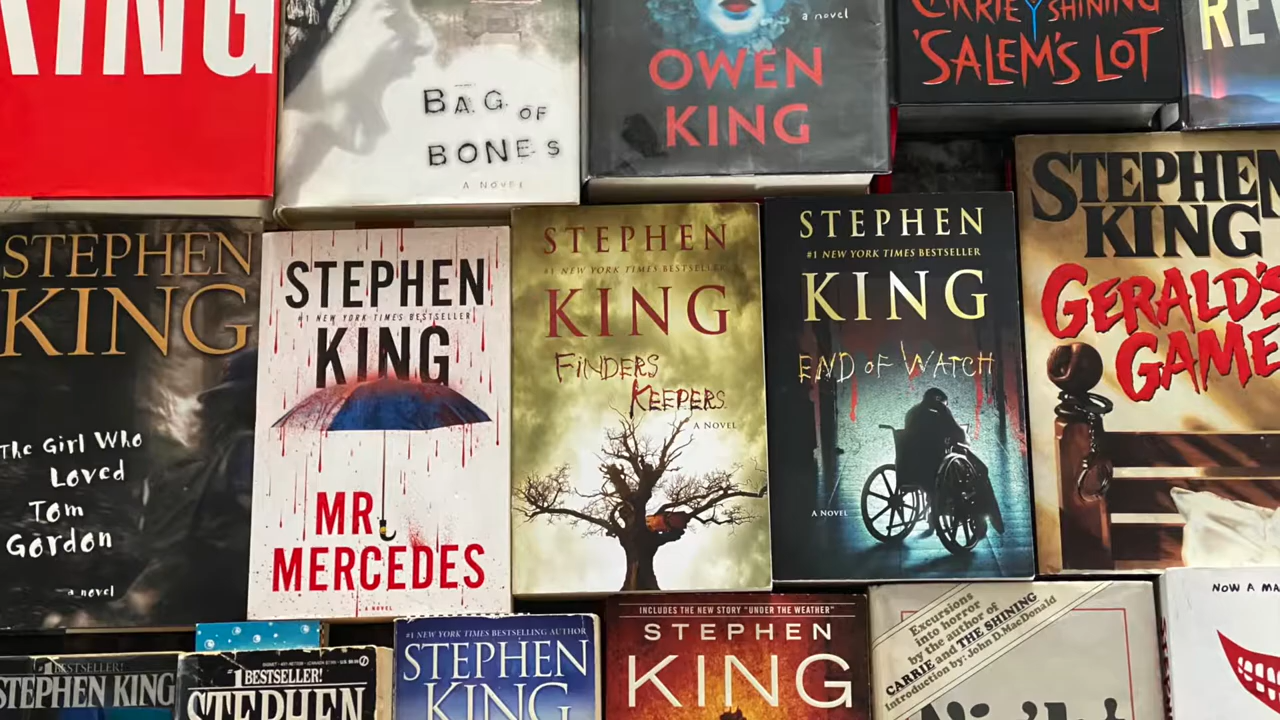 KING
BAG OF
BONES
A NOVEL
a novel
OWEN
KING
CARRIE SHINING
'SALEM'S LOT
STEPHEN
KING
The Girl Who
Loved
Tom
Gordon
a novel
STEPHEN
#1 NEW YORK TIMES BESTSELLER
KING
MR.
MERCEDES
A NOVEL
STEPHEN
#1 NEW YORK TIMES BESTSELLER
KING
FINDERS
KEEPERS
A NOVEL
STEPHEN
#1 NEW YORK TIMES BESTSELLER
KING
END OF WATCH
A NOVEL
STEPHEN
KING
GERALD'S
GAME
#1 BESTSELLER!
STEPHEN KING
#1 BESTSELLER!
STEPHEN
#1 NEW YORK TIMES BESTSELLING AUTHOR
STEPHEN
KING
INCLUDES THE NEW STORY "UNDER THE WEATHER"
STEPHEN
KING
Excursions
into horror
by the author of
CARRIE and THE SHINING
Introduction by: John D. MacDonald
NOW A MA